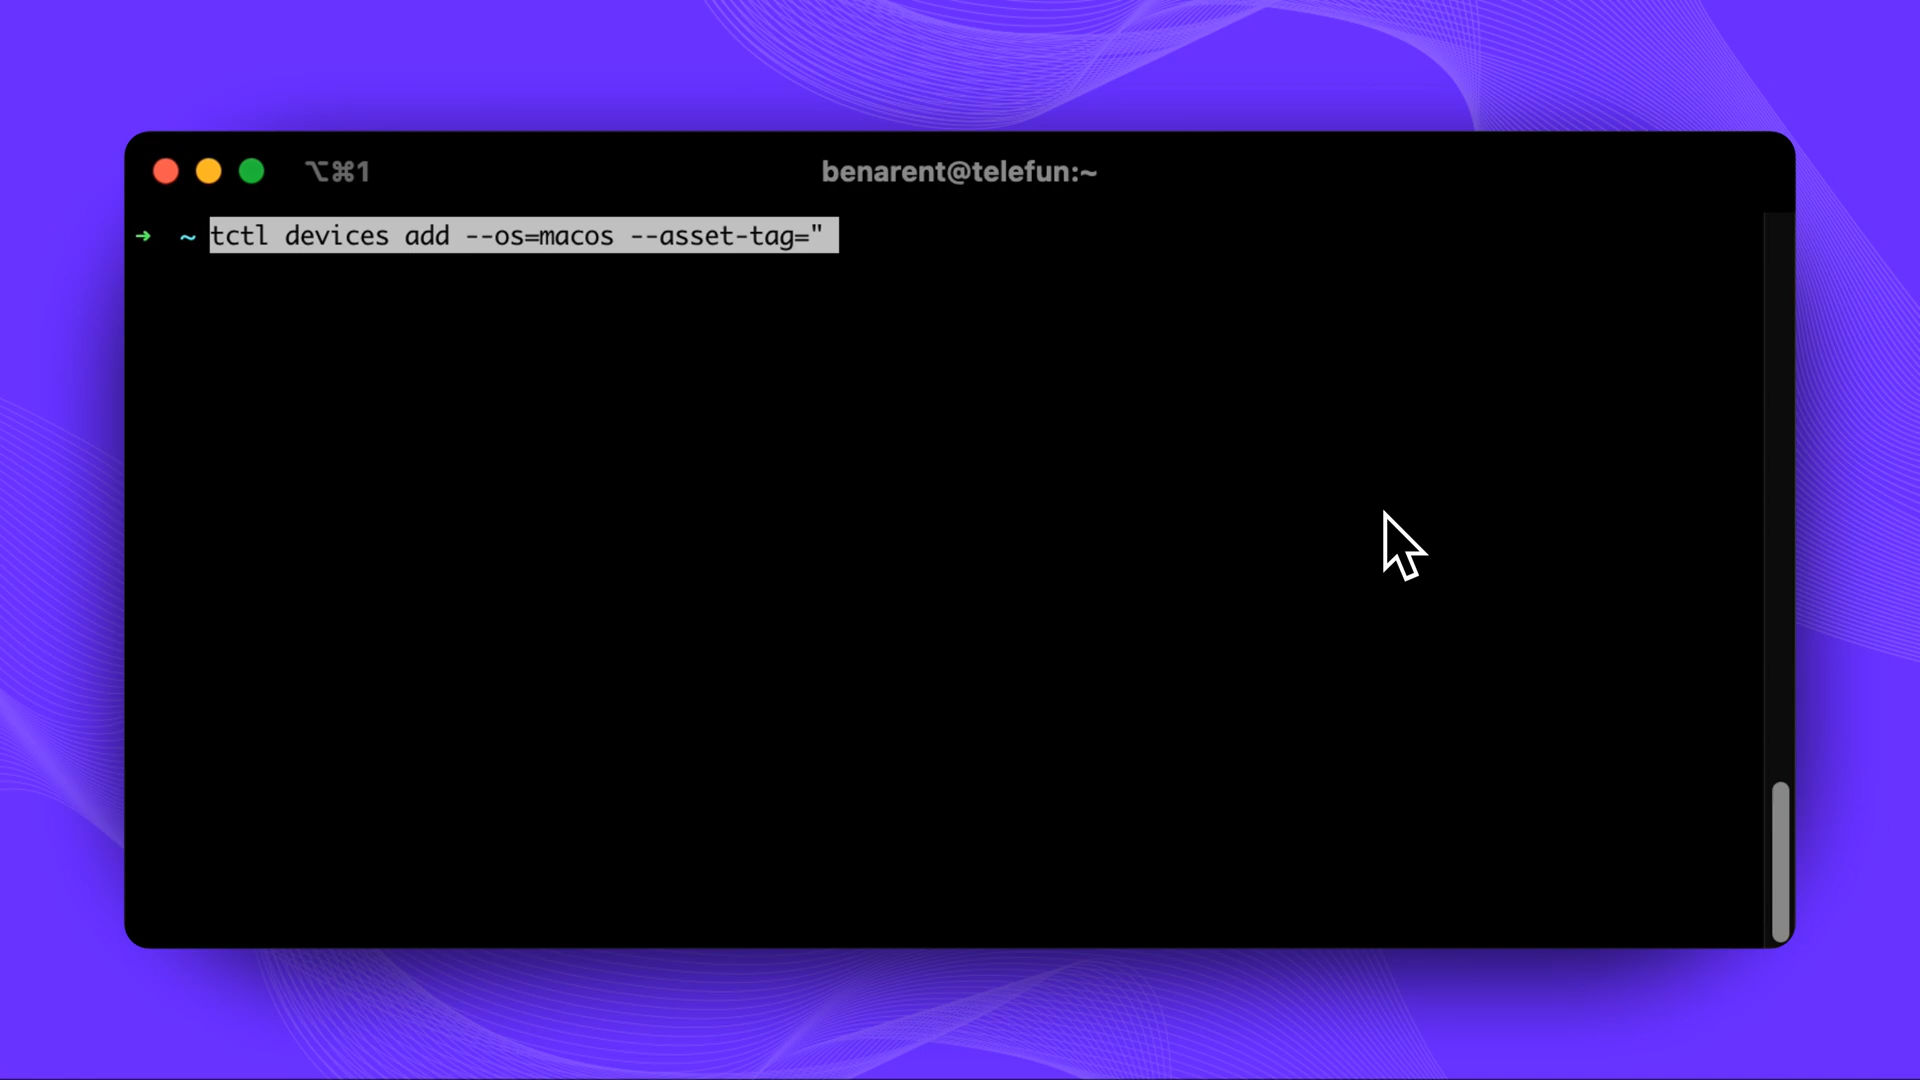 ⌥⌘1
benarent@telefun:~
➜ ~ tctl devices add --os=macos --asset-tag="